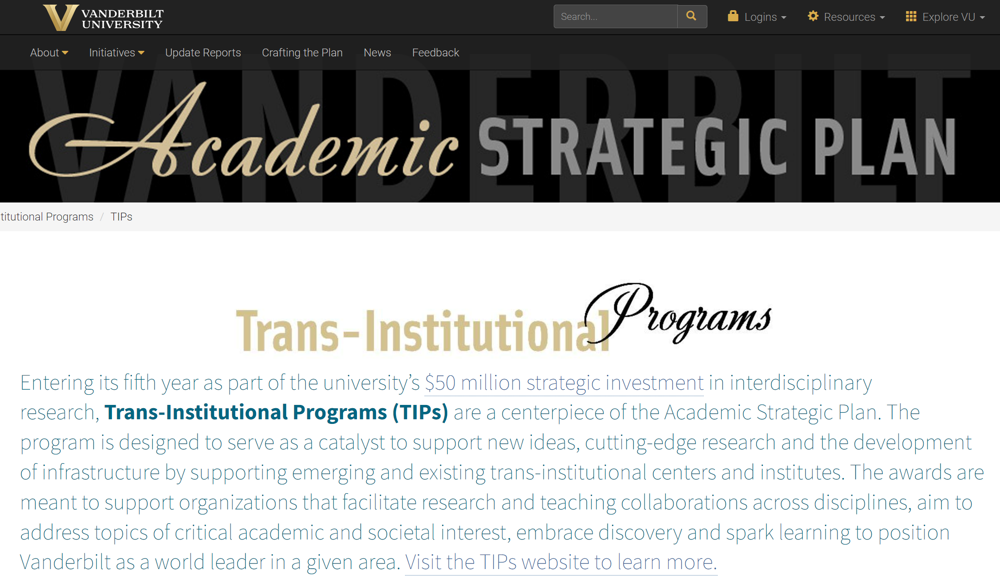 VANDERBILT
UNIVERSITY
Search...
Logins
Resources
Explore VU
About
Initiatives
Update Reports
Crafting the Plan
News
Feedback
VANDERBILT
Academic STRATEGIC PLAN
titutional Programs / TIPs
Trans-Institutional Programs
Entering its fifth year as part of the university’s $50 million strategic investment in interdisciplinary
research, Trans-Institutional Programs (TIPs) are a centerpiece of the Academic Strategic Plan. The
program is designed to serve as a catalyst to support new ideas, cutting-edge research and the development
of infrastructure by supporting emerging and existing trans-institutional centers and institutes. The awards are
meant to support organizations that facilitate research and teaching collaborations across disciplines, aim to
address topics of critical academic and societal interest, embrace discovery and spark learning to position
Vanderbilt as a world leader in a given area. Visit the TIPs website to learn more.